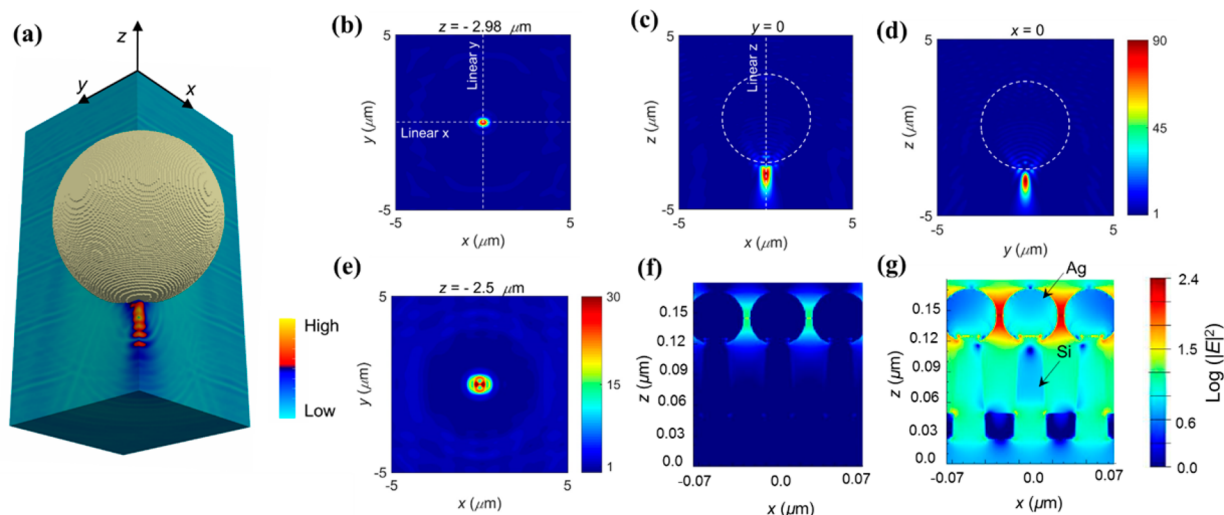 (a)
z
y
x
High
Low
(b)
z = - 2.98 μm
5
y (μm)
Linear y
Linear x
-5
-5
5
x (μm)
(c)
y = 0
5
z (μm)
Linear z
-5
-5
5
x (μm)
(d)
x = 0
5
z (μm)
-5
-5
5
y (μm)
90
45
1
(e)
z = - 2.5 μm
5
y (μm)
-5
-5
5
x (μm)
30
15
1
(f)
0.15
0.12
0.09
0.06
0.03
0.0
z (μm)
-0.07
0.0
0.07
x (μm)
(g)
Ag
Si
0.15
0.12
0.09
0.06
0.03
0.0
z (μm)
-0.07
0.0
0.07
x (μm)
2.4
1.5
0.6
0.0
Log (|E|²)